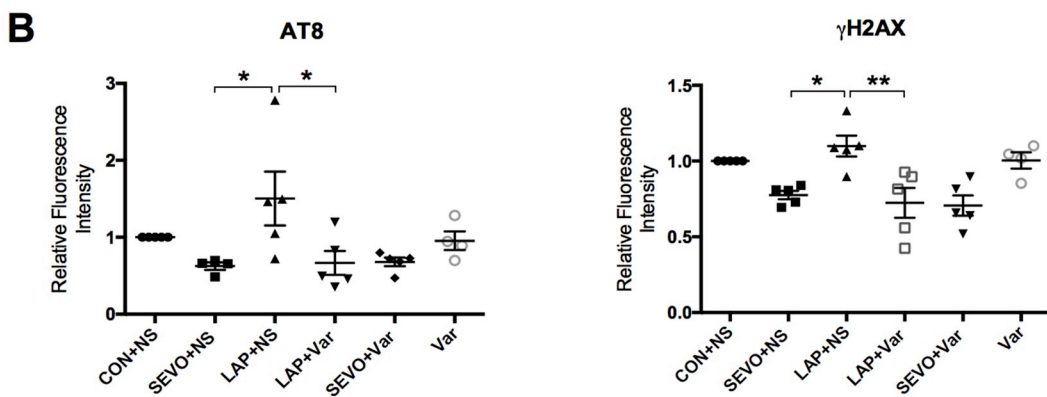 B
AT8
Relative Fluorescence
Intensity
3
2
1
0
* *
CON+NS
SEVO+NS
LAP+NS
LAP+Var
SEVO+Var
Var
γH2AX
Relative Fluorescence
Intensity
1.5
1.0
0.5
0.0
* **
CON+NS
SEVO+NS
LAP+NS
LAP+Var
SEVO+Var
Var